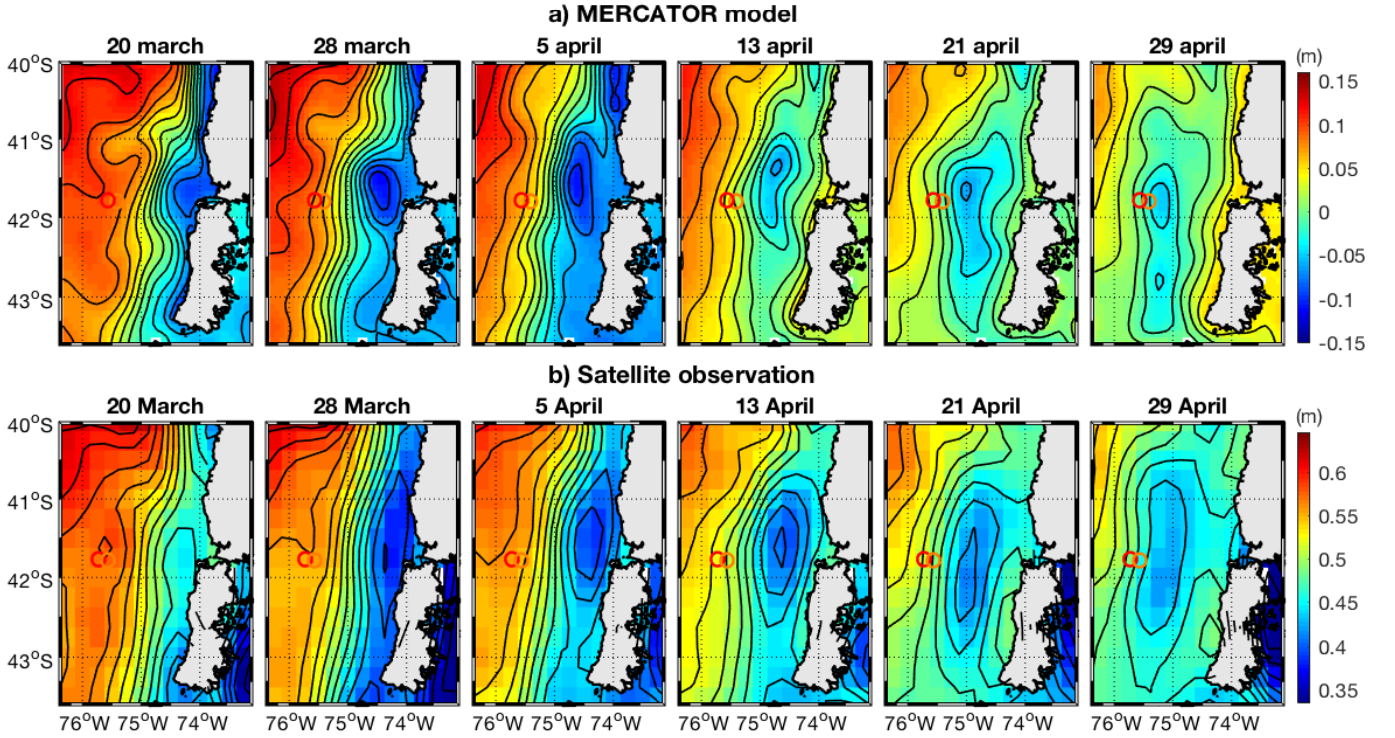 a) MERCATOR model
20 march 28 march 5 april 13 april 21 april 29 april (m)
40°S
41°S
42°S
43°S
0.15
0.1
0.05
0
-0.05
-0.1
-0.15
b) Satellite observation
20 March 28 March 5 April 13 April 21 April 29 April (m)
40°S
41°S
42°S
43°S
0.6
0.55
0.5
0.45
0.4
0.35
76°W 75°W 74°W 76°W 75°W 74°W 76°W 75°W 74°W 76°W 75°W 74°W 76°W 75°W 74°W 76°W 75°W 74°W